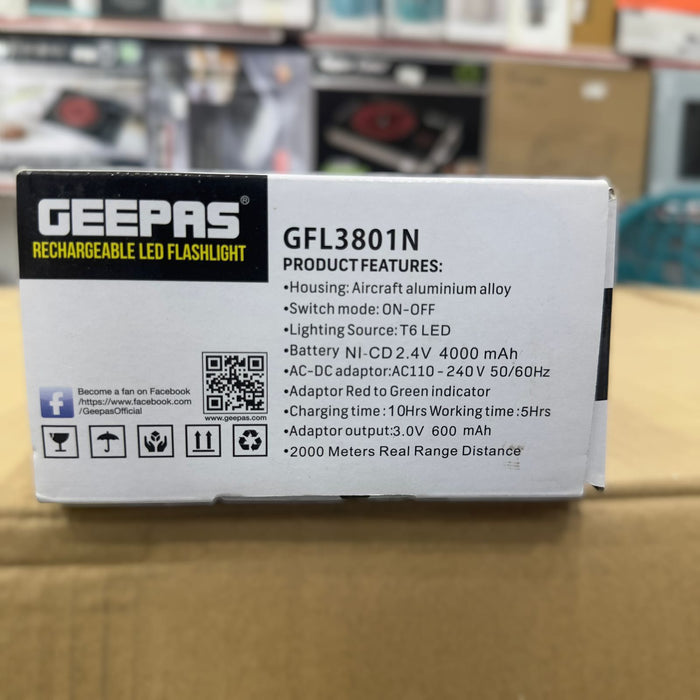 GEEPAS®
RECHARGEABLE LED FLASHLIGHT
GFL3801N
PRODUCT FEATURES:
•Housing: Aircraft aluminium alloy
•Switch mode: ON-OFF
•Lighting Source: T6 LED
•Battery NI-CD 2.4V 4000 mAh
•AC-DC adaptor:AC110-240V 50/60Hz
•Adaptor Red to Green indicator
•Charging time : 10Hrs Working time :5Hrs
•Adaptor output:3.0V 600 mAh
•2000 Meters Real Range Distance
Become a fan on Facebook
/https://www.facebook.com
/GeepasOfficial
www.geepas.com